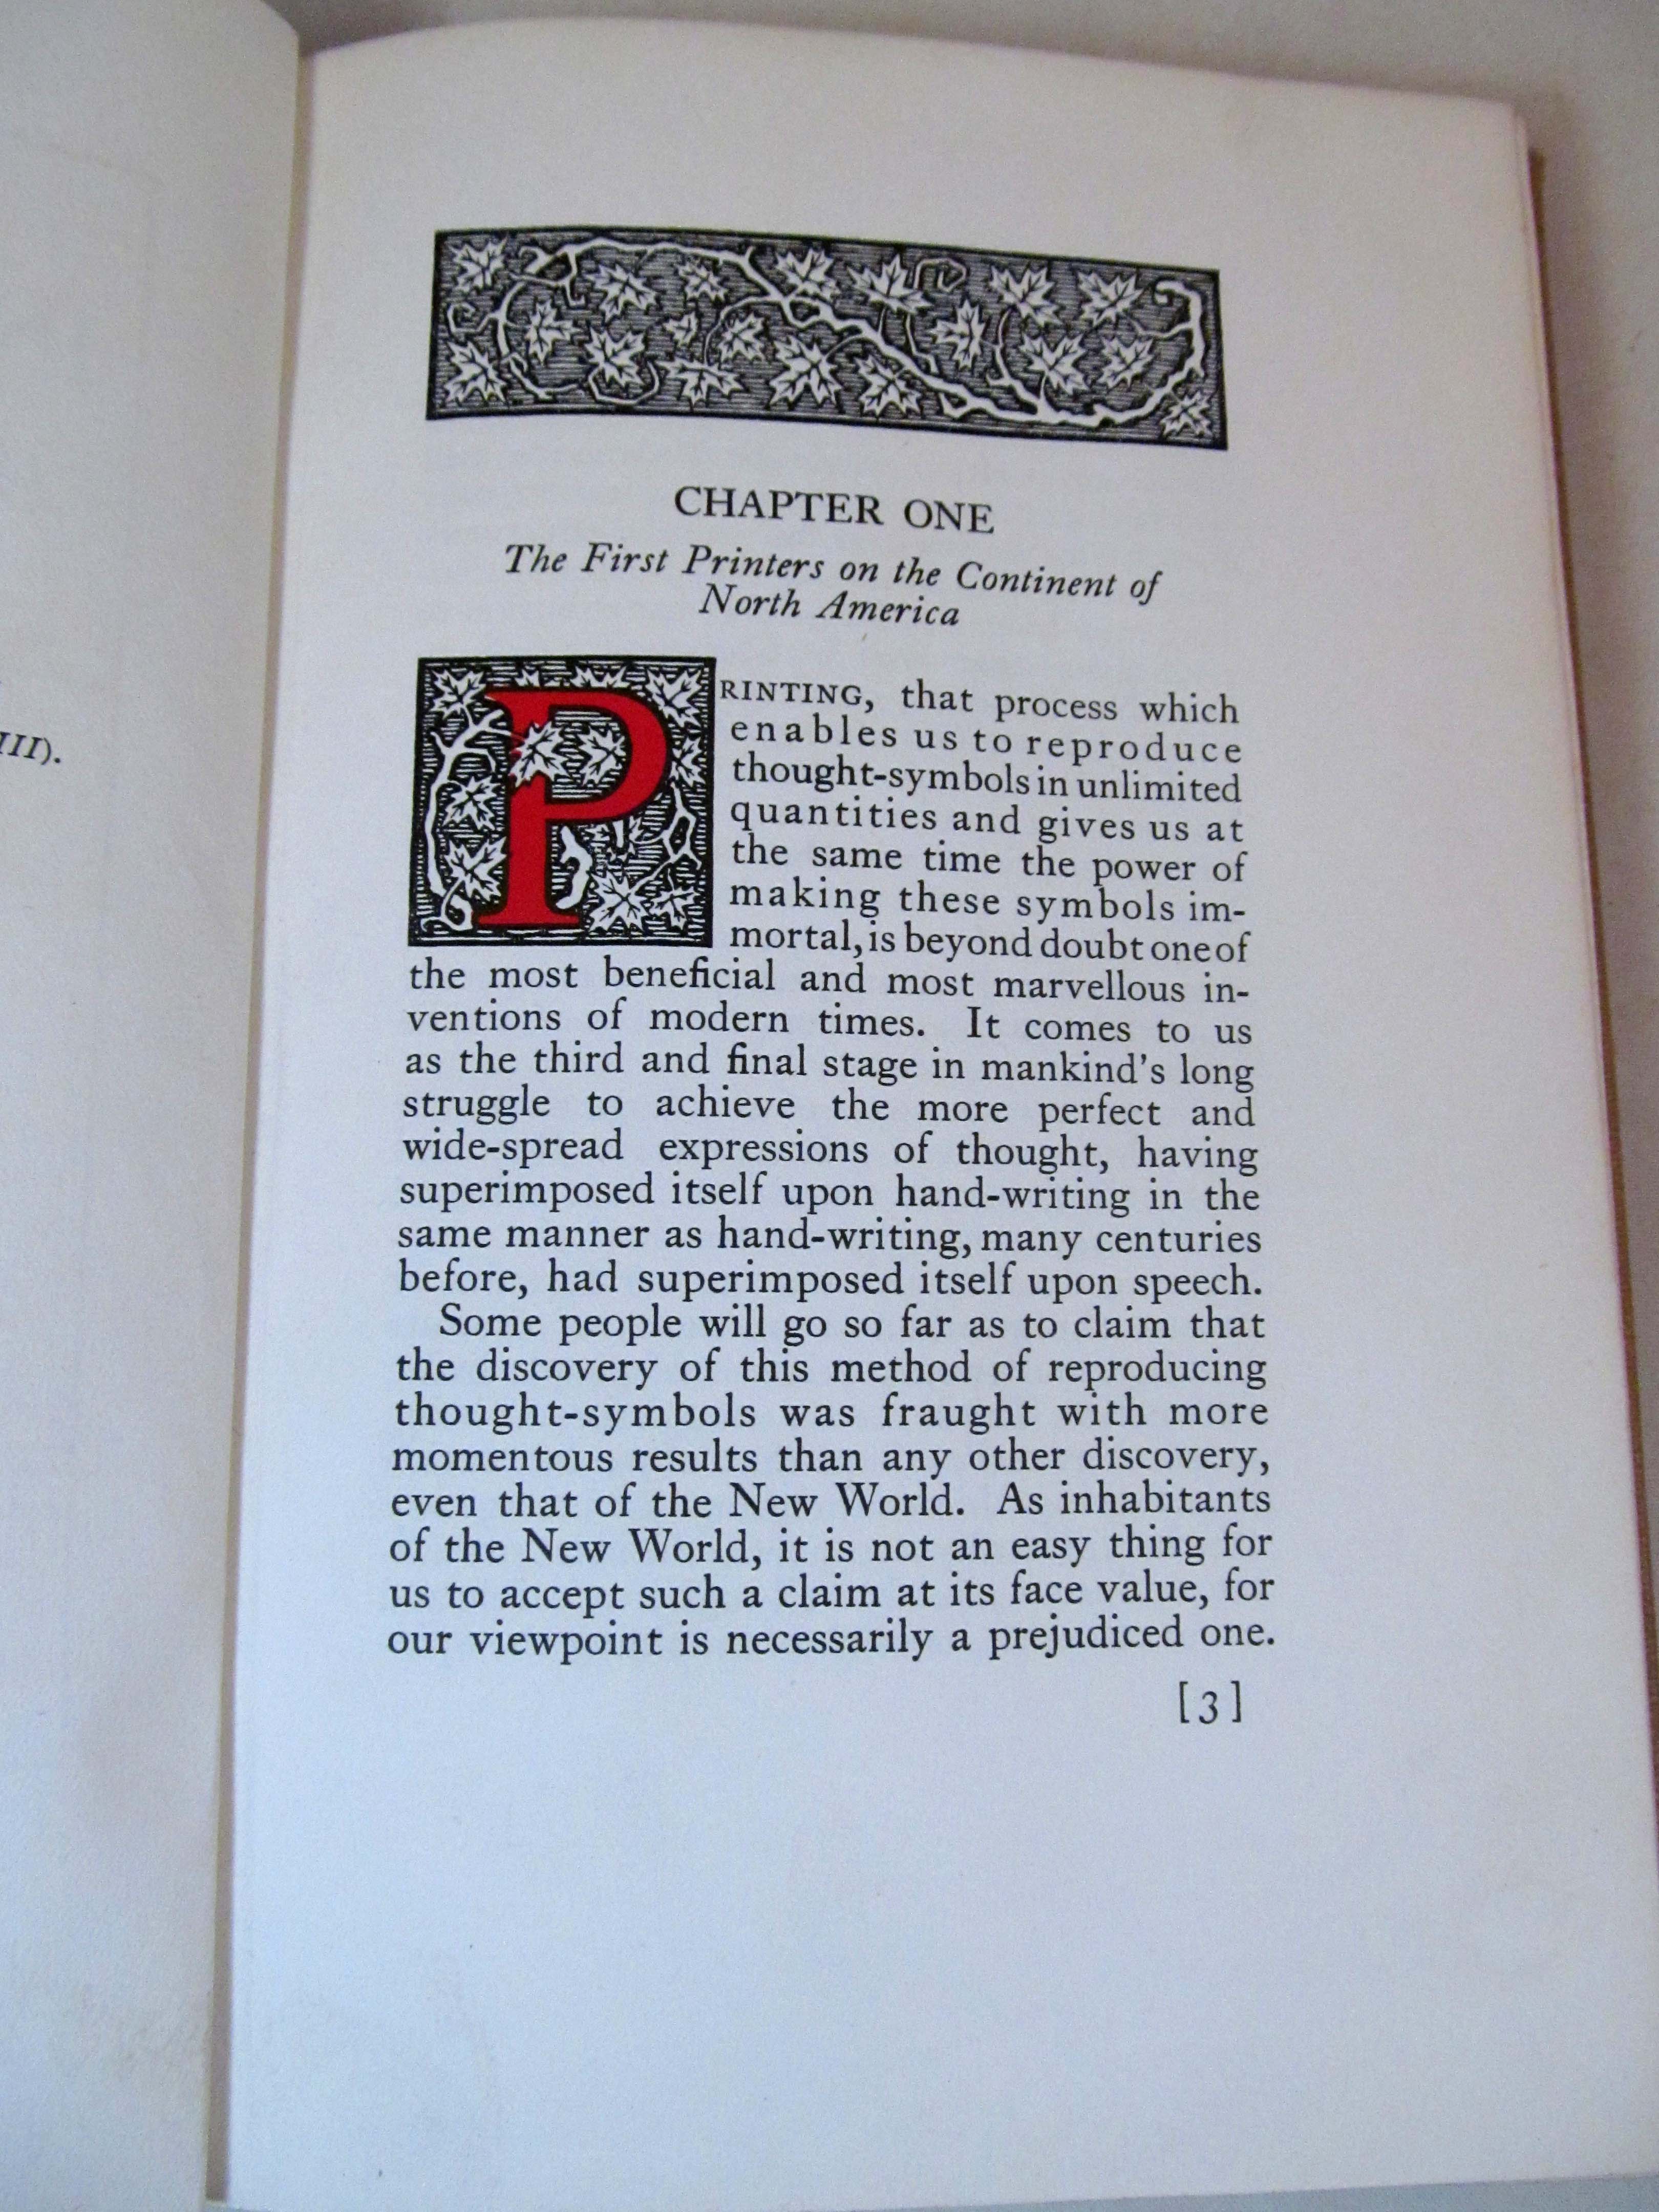 III).
CHAPTER ONE
The First Printers on the Continent of
North America
PRINTING, that process which
enables us to reproduce
thought-symbols in unlimited
quantities and gives us at
the same time the power of
making these symbols im-
mortal, is beyond doubt one of
the most beneficial and most marvellous in-
ventions of modern times. It comes to us
as the third and final stage in mankind's long
struggle to achieve the more perfect and
wide-spread expressions of thought, having
superimposed itself upon hand-writing in the
same manner as hand-writing, many centuries
before, had superimposed itself upon speech.
Some people will go so far as to claim that
the discovery of this method of reproducing
thought-symbols was fraught with more
momentous results than any other discovery,
even that of the New World. As inhabitants
of the New World, it is not an easy thing for
us to accept such a claim at its face value, for
our viewpoint is necessarily a prejudiced one.
[3]